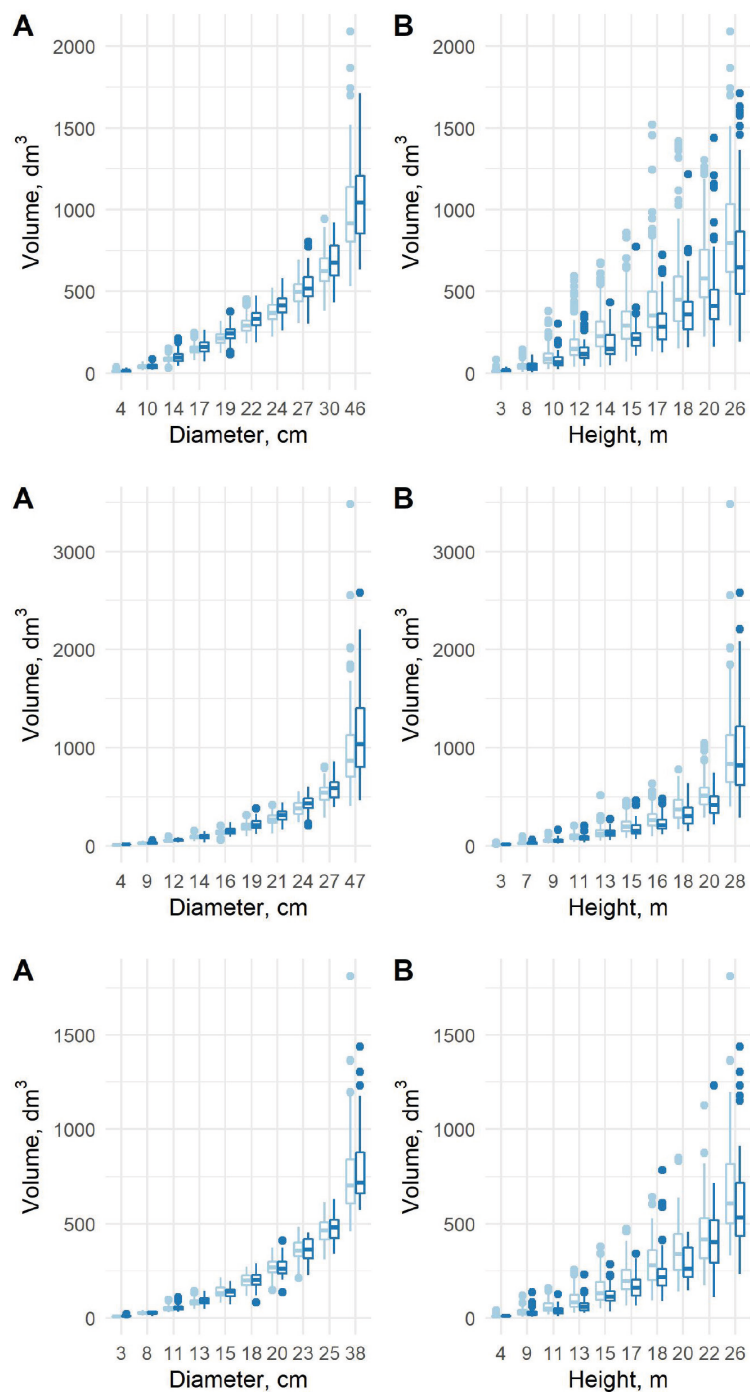 A
B
Volume, dm³
2000
1500
1000
500
0
4 10 14 17 19 22 24 27 30 46
Diameter, cm
Volume, dm³
2000
1500
1000
500
0
3 8 10 12 14 15 17 18 20 26
Height, m
A
B
Volume, dm³
3000
2000
1000
0
4 9 12 14 16 19 21 24 27 47
Diameter, cm
Volume, dm³
3000
2000
1000
0
3 7 9 11 13 15 16 18 20 28
Height, m
A
B
Volume, dm³
1500
1000
500
0
3 8 11 13 15 18 20 23 25 38
Diameter, cm
Volume, dm³
1500
1000
500
0
4 9 11 13 15 17 18 20 22 26
Height, m